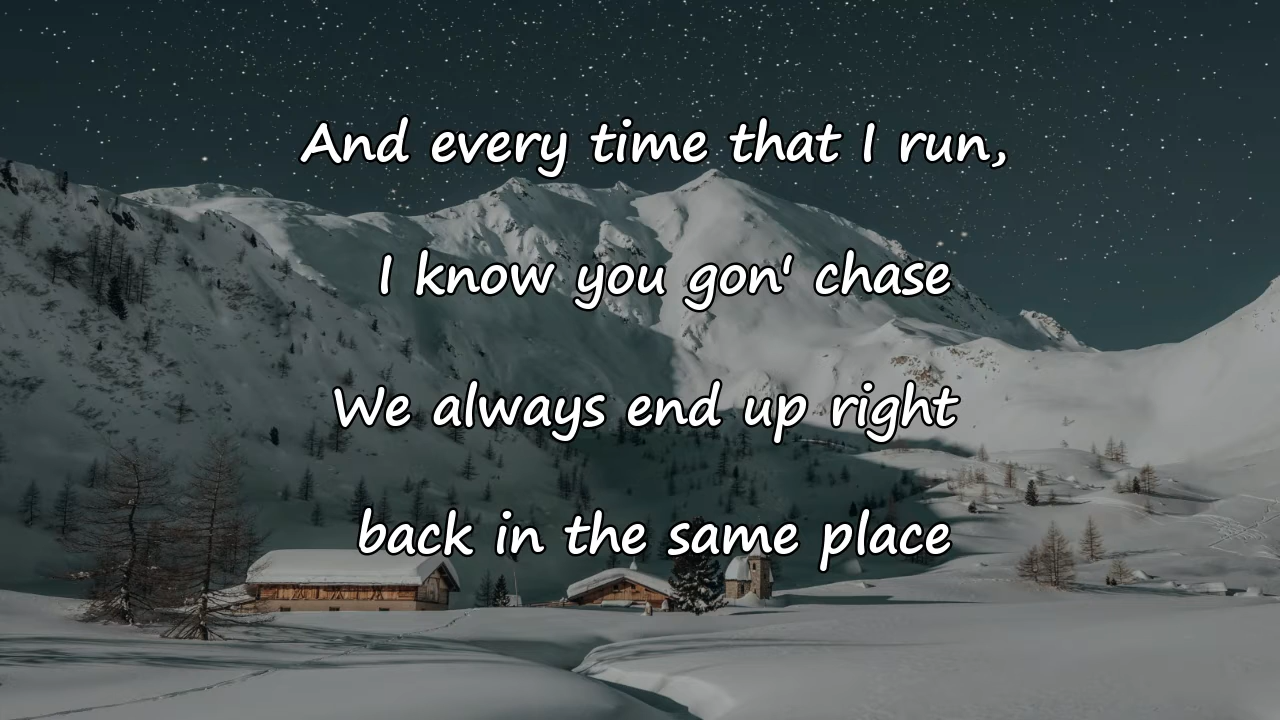 And every time that I run,
I know you gon' chase
We always end up right
back in the same place